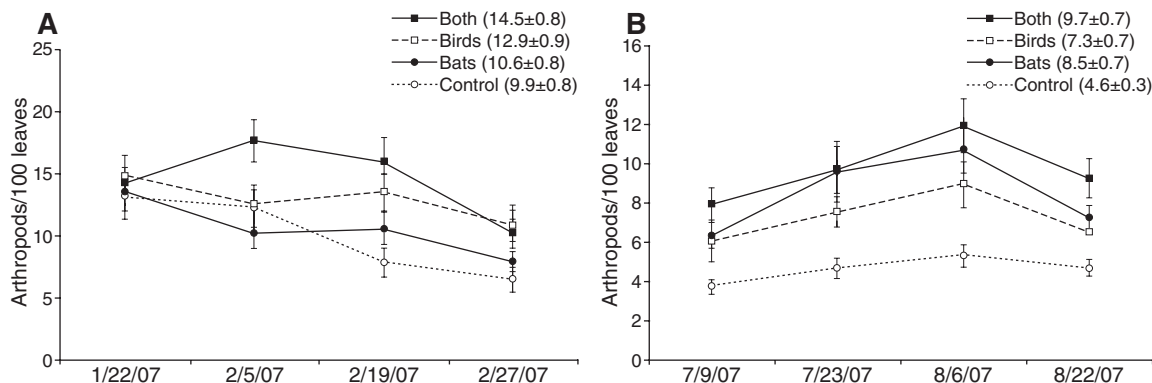 A
Both (14.5±0.8)
Birds (12.9±0.9)
Bats (10.6±0.8)
Control (9.9±0.8)
Arthropods/100 leaves
25
20
15
10
5
0
1/22/07 2/5/07 2/19/07 2/27/07
B
Both (9.7±0.7)
Birds (7.3±0.7)
Bats (8.5±0.7)
Control (4.6±0.3)
Arthropods/100 leaves
16
14
12
10
8
6
4
2
0
7/9/07 7/23/07 8/6/07 8/22/07